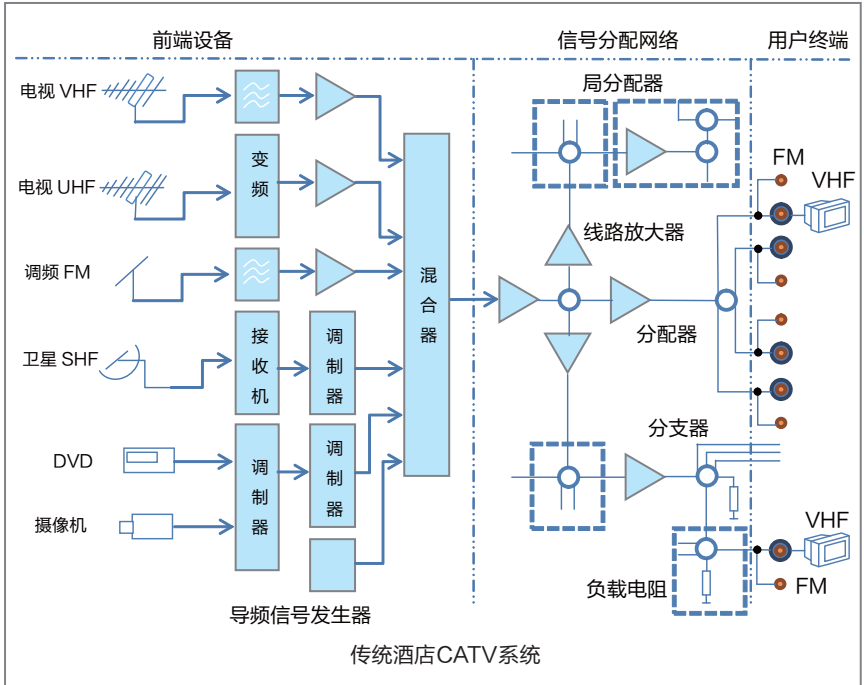 前端设备
信号分配网络
用户终端
电视 VHF
局分配器
变频
FM
VHF
电视 UHF
线路放大器
调频 FM
混合器
分配器
卫星 SHF
接收机
调制器
分支器
DVD
调制器
调制器
摄像机
VHF
负载电阻
FM
导频信号发生器
传统酒店CATV系统